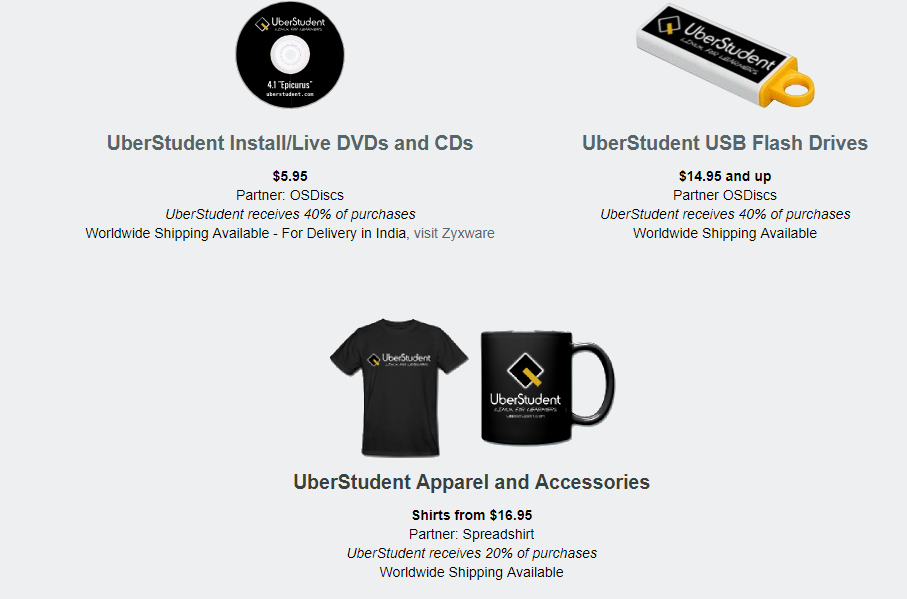 UberStudent
LINUX FOR LEARNERS
4.1 "Epicurus"
uberstudent.com
UberStudent Install/Live DVDs and CDs
$5.95
Partner: OSDiscs
UberStudent receives 40% of purchases
Worldwide Shipping Available - For Delivery in India, visit Zyxware
UberStudent
LINUX FOR LEARNERS
UberStudent USB Flash Drives
$14.95 and up
Partner OSDiscs
UberStudent receives 40% of purchases
Worldwide Shipping Available
UberStudent
LINUX FOR LEARNERS
UberStudent
LINUX FOR LEARNERS
uberstudent.com
UberStudent Apparel and Accessories
Shirts from $16.95
Partner: Spreadshirt
UberStudent receives 20% of purchases
Worldwide Shipping Available